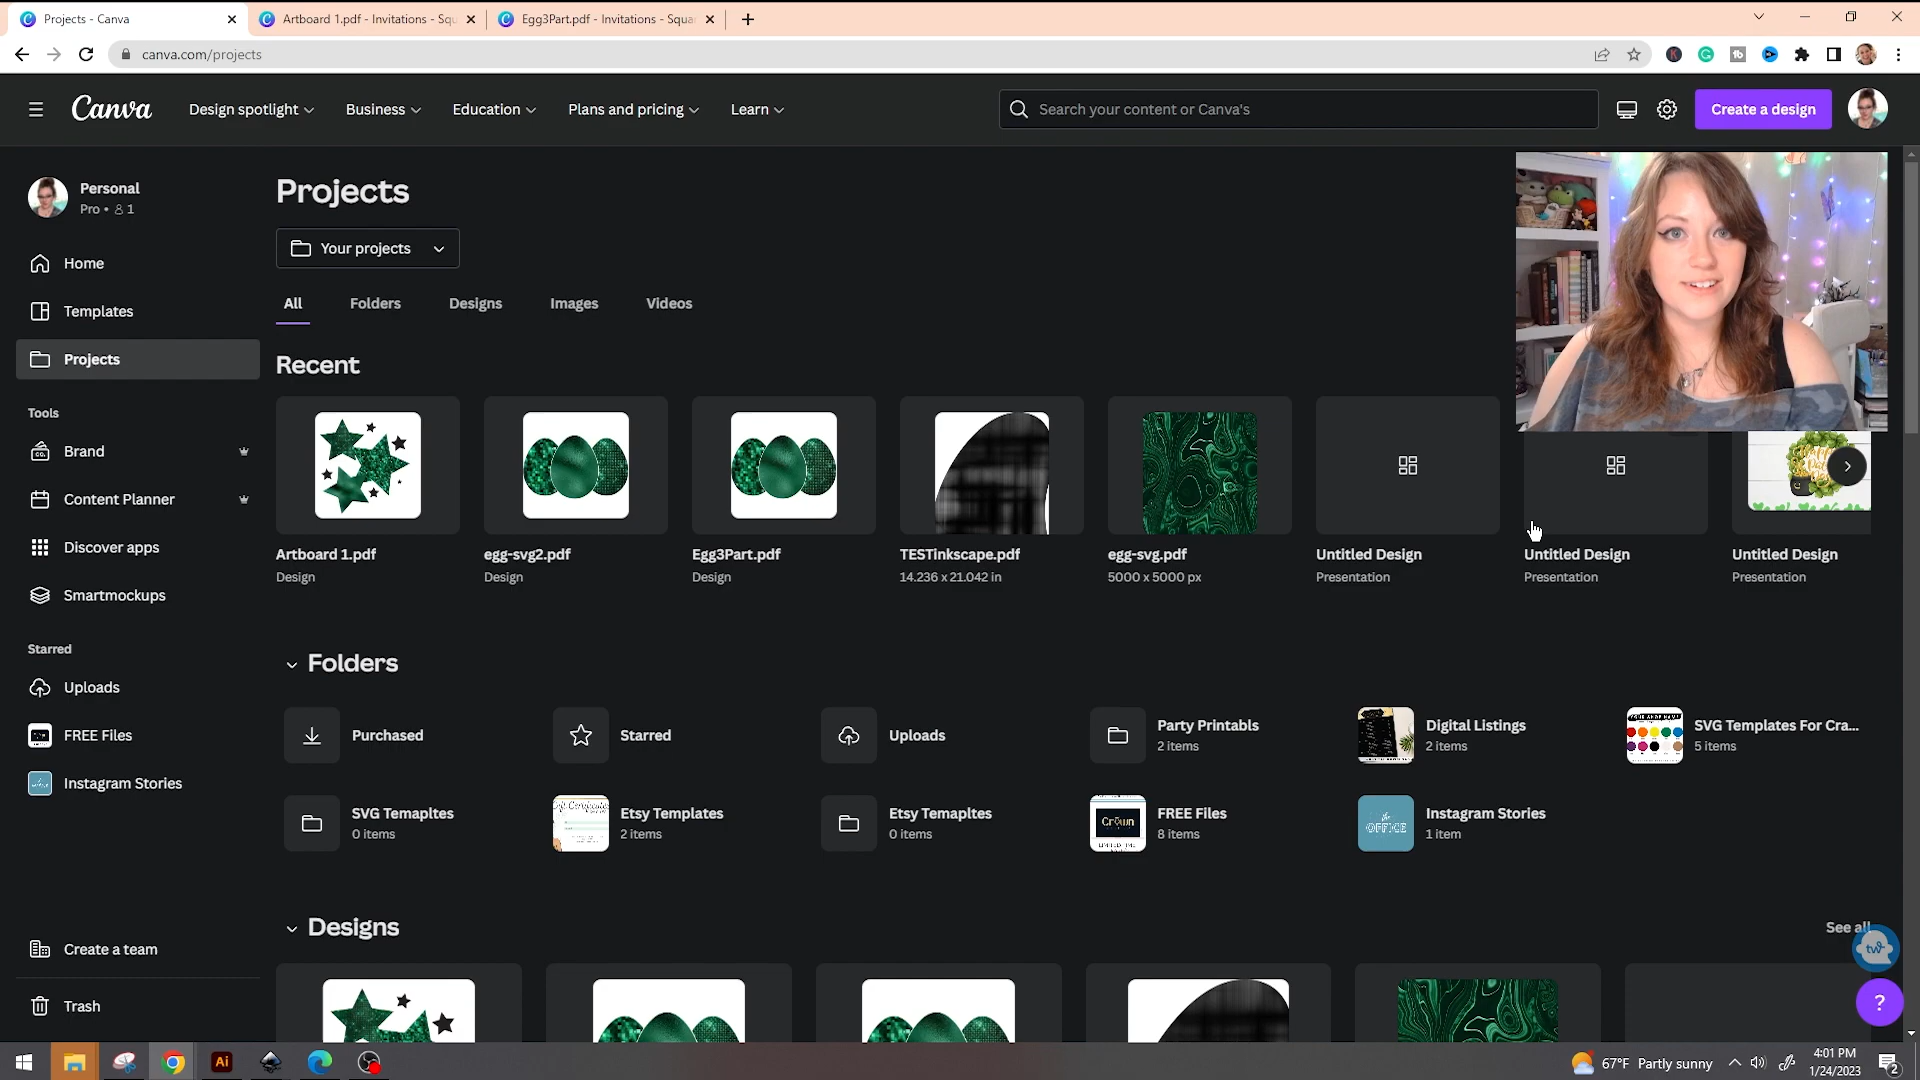 Projects - Canva
Artboard 1.pdf - Invitations - Squ
Egg3Part.pdf - Invitations - Squa
canva.com/projects
Canva
Design spotlight
Business
Education
Plans and pricing
Learn
Search your content or Canva's
Create a design
Personal
Pro • 1
Home
Templates
Projects
Tools
Brand
Content Planner
Discover apps
Smartmockups
Starred
Uploads
FREE Files
Instagram Stories
Create a team
Trash
Projects
Your projects
All
Folders
Designs
Images
Videos
Recent
Artboard 1.pdf
Design
egg-svg2.pdf
Design
Egg3Part.pdf
Design
TESTinkscape.pdf
14.236 x 21.042 in
egg-svg.pdf
5000 x 5000 px
Untitled Design
Presentation
Untitled Design
Presentation
Untitled Design
Presentation
Folders
Purchased
Starred
Uploads
Party Printabls
2 items
Digital Listings
2 items
SVG Templates For Cra...
5 items
SVG Temapltes
0 items
Etsy Templates
2 items
Etsy Temapltes
0 items
Crown
FREE Files
8 items
the
OFFICE
Instagram Stories
1 item
Designs
See all
tw
?
Ai
67°F Partly sunny
4:01 PM
1/24/2023
2